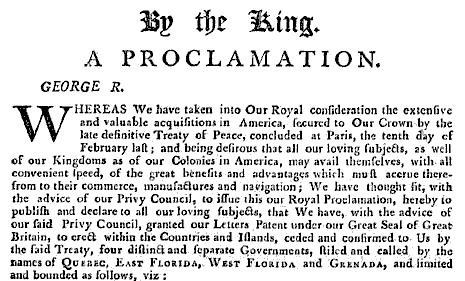 By the King.
A PROCLAMATION.
GEORGE R.
WHEREAS We have taken into Our Royal conſideration the extenſive
and valuable acquiſitions in America, ſecured to Our Crown by the
late definitive Treaty of Peace, concluded at Paris, the tenth day of
February laſt; and being deſirous that all our loving ſubjects, as well
of our Kingdoms as of our Colonies in America, may avail themſelves, with all
convenient ſpeed, of the great benefits and advantages which muſt accrue there-
from to their commerce, manufactures and navigation; We have thought fit, with
the advice of our Privy Council, to iſſue this our Royal Proclamation, hereby to
publiſh and declare to all our loving ſubjects, that We have, with the advice of
our ſaid Privy Council, granted our Letters Patent under our Great Seal of Great
Britain, to erect within the Countries and Iſlands, ceded and confirmed to Us by
the ſaid Treaty, four diſtinct and ſeparate Governments, ſtiled and called by the
names of QUEBEC, EAST FLORIDA, WEST FLORIDA and GRENADA, and limited
and bounded as follows, viz: